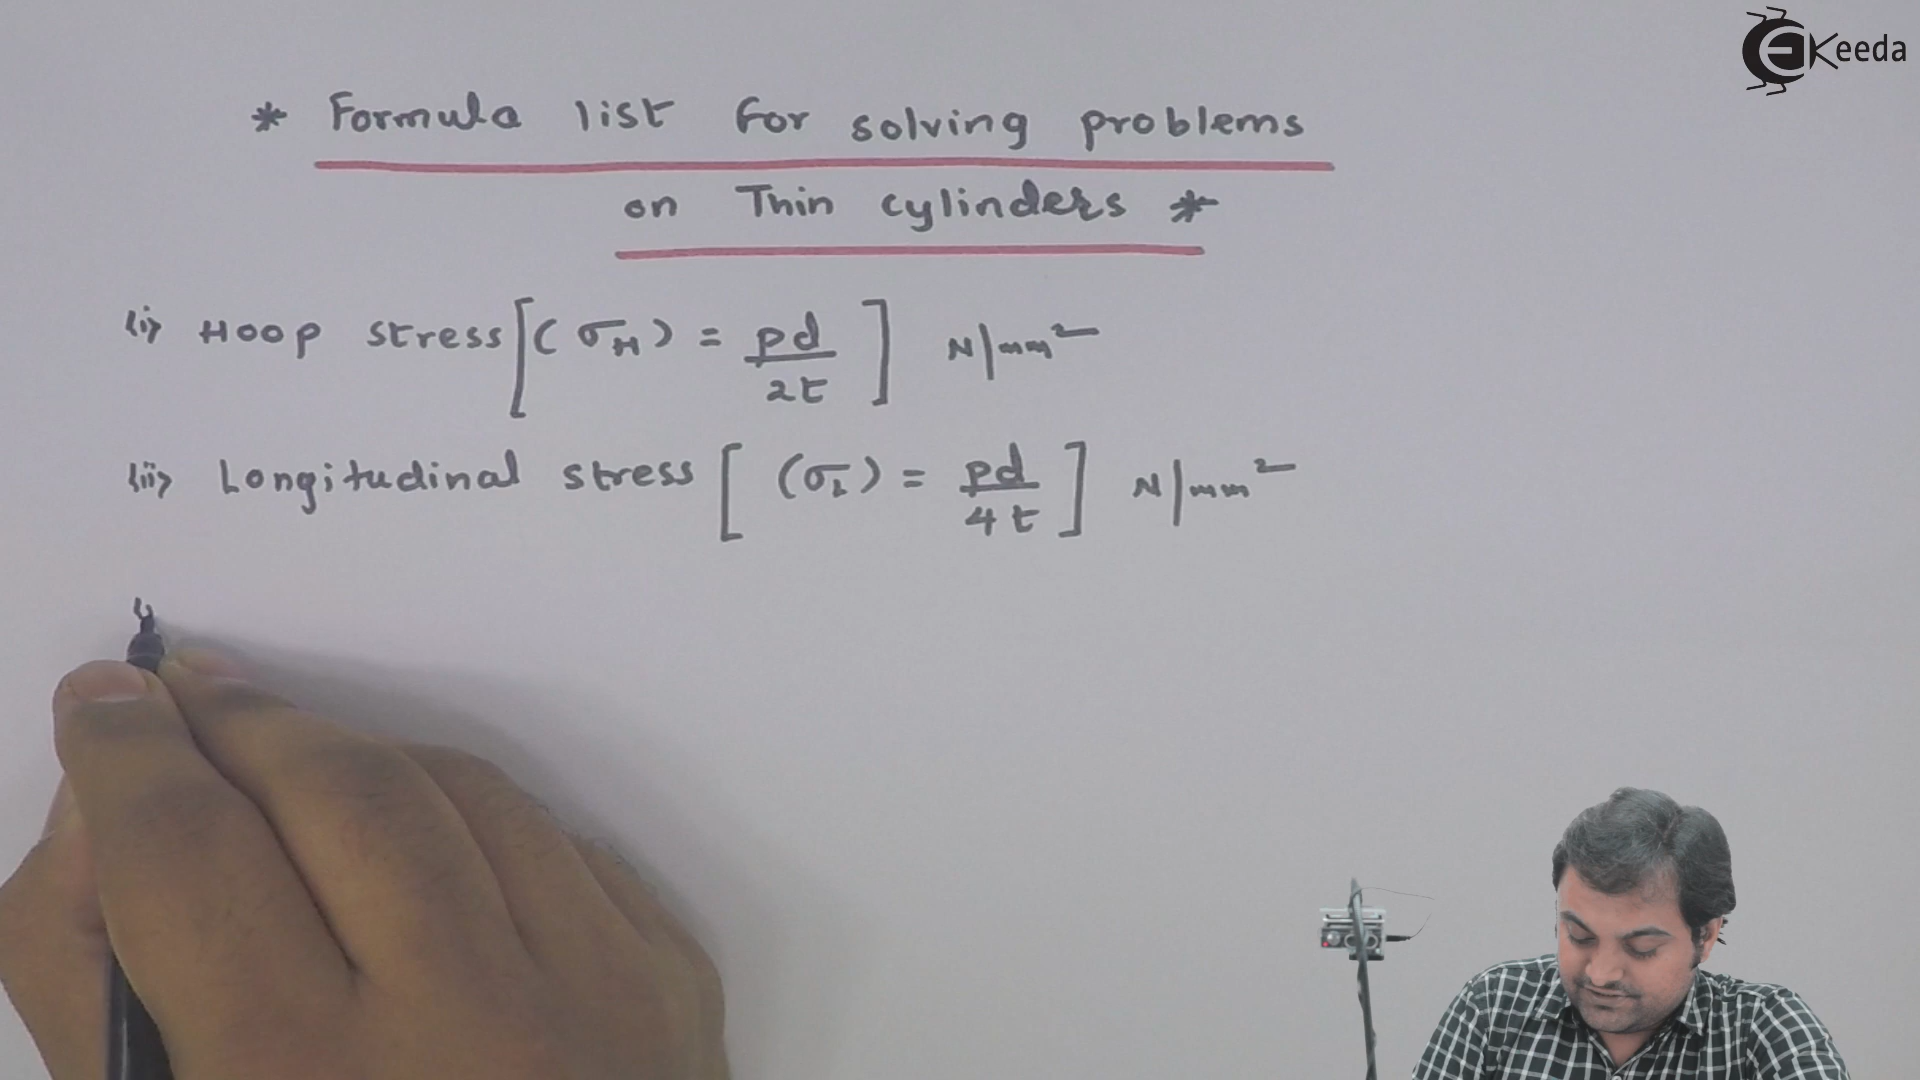 EKeeda
* Formula list for solving problems
on Thin cylinders *
(i) Hoop stress [(σH) = pd/2t] N/mm²
(ii) Longitudinal stress [(σL) = pd/4t] N/mm²